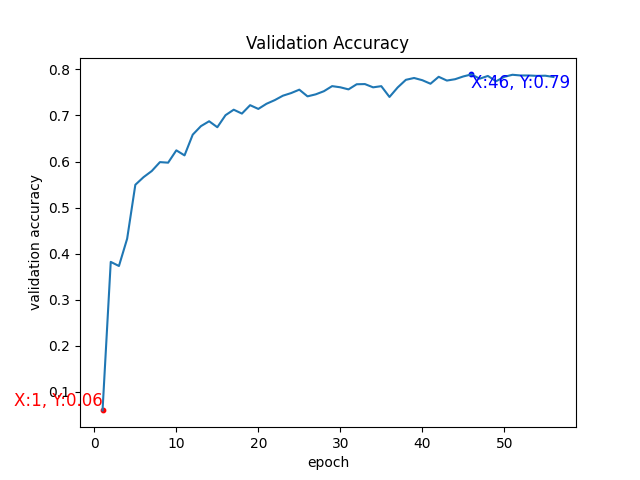 Validation Accuracy
0.8
X:46, Y:0.79
0.7
0.6
0.5
validation accuracy
0.4
0.3
0.2
0.1
X:1, Y:0.06
0 10 20 30 40 50
epoch